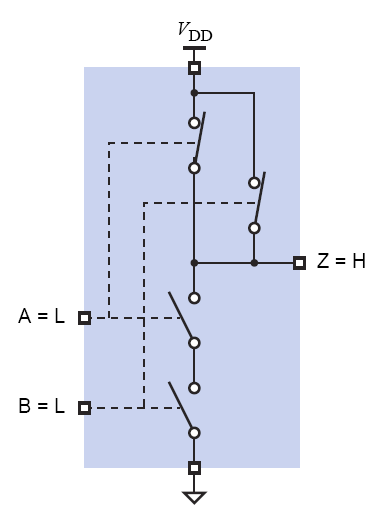 VDD
Z = H
A = L
B = L